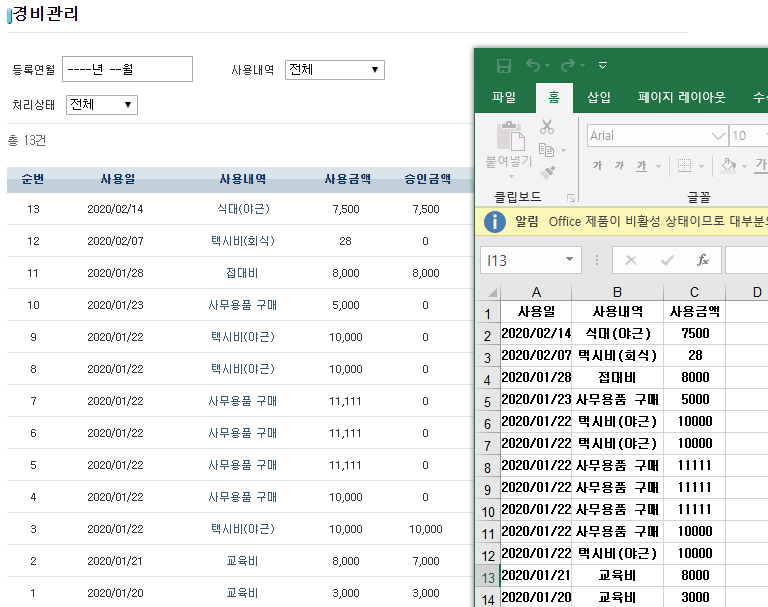 경비관리
등록연월 ----년 --월 사용내역 전체
처리상태 전체
총 13건
순번 사용일 사용내역 사용금액 승인금액
13 2020/02/14 식대(야근) 7,500 7,500
12 2020/02/07 택시비(회식) 28 0
11 2020/01/28 접대비 8,000 8,000
10 2020/01/23 사무용품 구매 5,000 0
9 2020/01/22 택시비(야근) 10,000 0
8 2020/01/22 택시비(야근) 10,000 0
7 2020/01/22 사무용품 구매 11,111 0
6 2020/01/22 사무용품 구매 11,111 0
5 2020/01/22 사무용품 구매 11,111 0
4 2020/01/22 사무용품 구매 10,000 0
3 2020/01/22 택시비(야근) 10,000 10,000
2 2020/01/21 교육비 8,000 7,000
1 2020/01/20 교육비 3,000 3,000
파일 홈 삽입 페이지 레이아웃
붙여넣기 Arial 10
가 가 가 가
클립보드 글꼴
알림 Office 제품이 비활성 상태이므로 대부분
I13 fx
A B C D
1 사용일 사용내역 사용금액
2 2020/02/14 식대(야근) 7500
3 2020/02/07 택시비(회식) 28
4 2020/01/28 접대비 8000
5 2020/01/23 사무용품 구매 5000
6 2020/01/22 택시비(야근) 10000
7 2020/01/22 택시비(야근) 10000
8 2020/01/22 사무용품 구매 11111
9 2020/01/22 사무용품 구매 11111
10 2020/01/22 사무용품 구매 11111
11 2020/01/22 사무용품 구매 10000
12 2020/01/22 택시비(야근) 10000
13 2020/01/21 교육비 8000
14 2020/01/20 교육비 3000